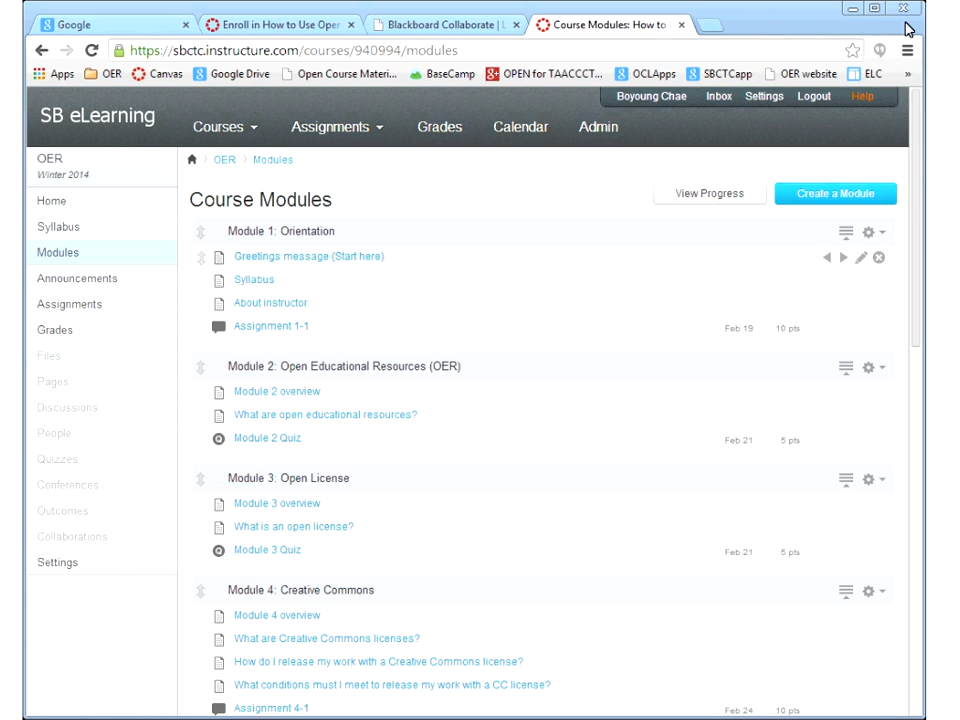 Google
Enroll in How to Use Oper
Blackboard Collaborate | L
Course Modules: How to
https://sbctc.instructure.com/courses/940994/modules
Apps OER Canvas Google Drive Open Course Materi... BaseCamp OPEN for TAACCCT... OCLApps SBCTCapp OER website ELC »
Boyoung Chae Inbox Settings Logout Help
SB eLearning
Courses Assignments Grades Calendar Admin
OER
Winter 2014
Home
Syllabus
Modules
Announcements
Assignments
Grades
Files
Pages
Discussions
People
Quizzes
Conferences
Outcomes
Collaborations
Settings
OER Modules
Course Modules
View Progress
Create a Module
Module 1: Orientation
Greetings message (Start here)
Syllabus
About instructor
Assignment 1-1
Feb 19 10 pts
Module 2: Open Educational Resources (OER)
Module 2 overview
What are open educational resources?
Module 2 Quiz
Feb 21 5 pts
Module 3: Open License
Module 3 overview
What is an open license?
Module 3 Quiz
Feb 21 5 pts
Module 4: Creative Commons
Module 4 overview
What are Creative Commons licenses?
How do I release my work with a Creative Commons license?
What conditions must I meet to release my work with a CC license?
Assignment 4-1
Feb 24 10 pts